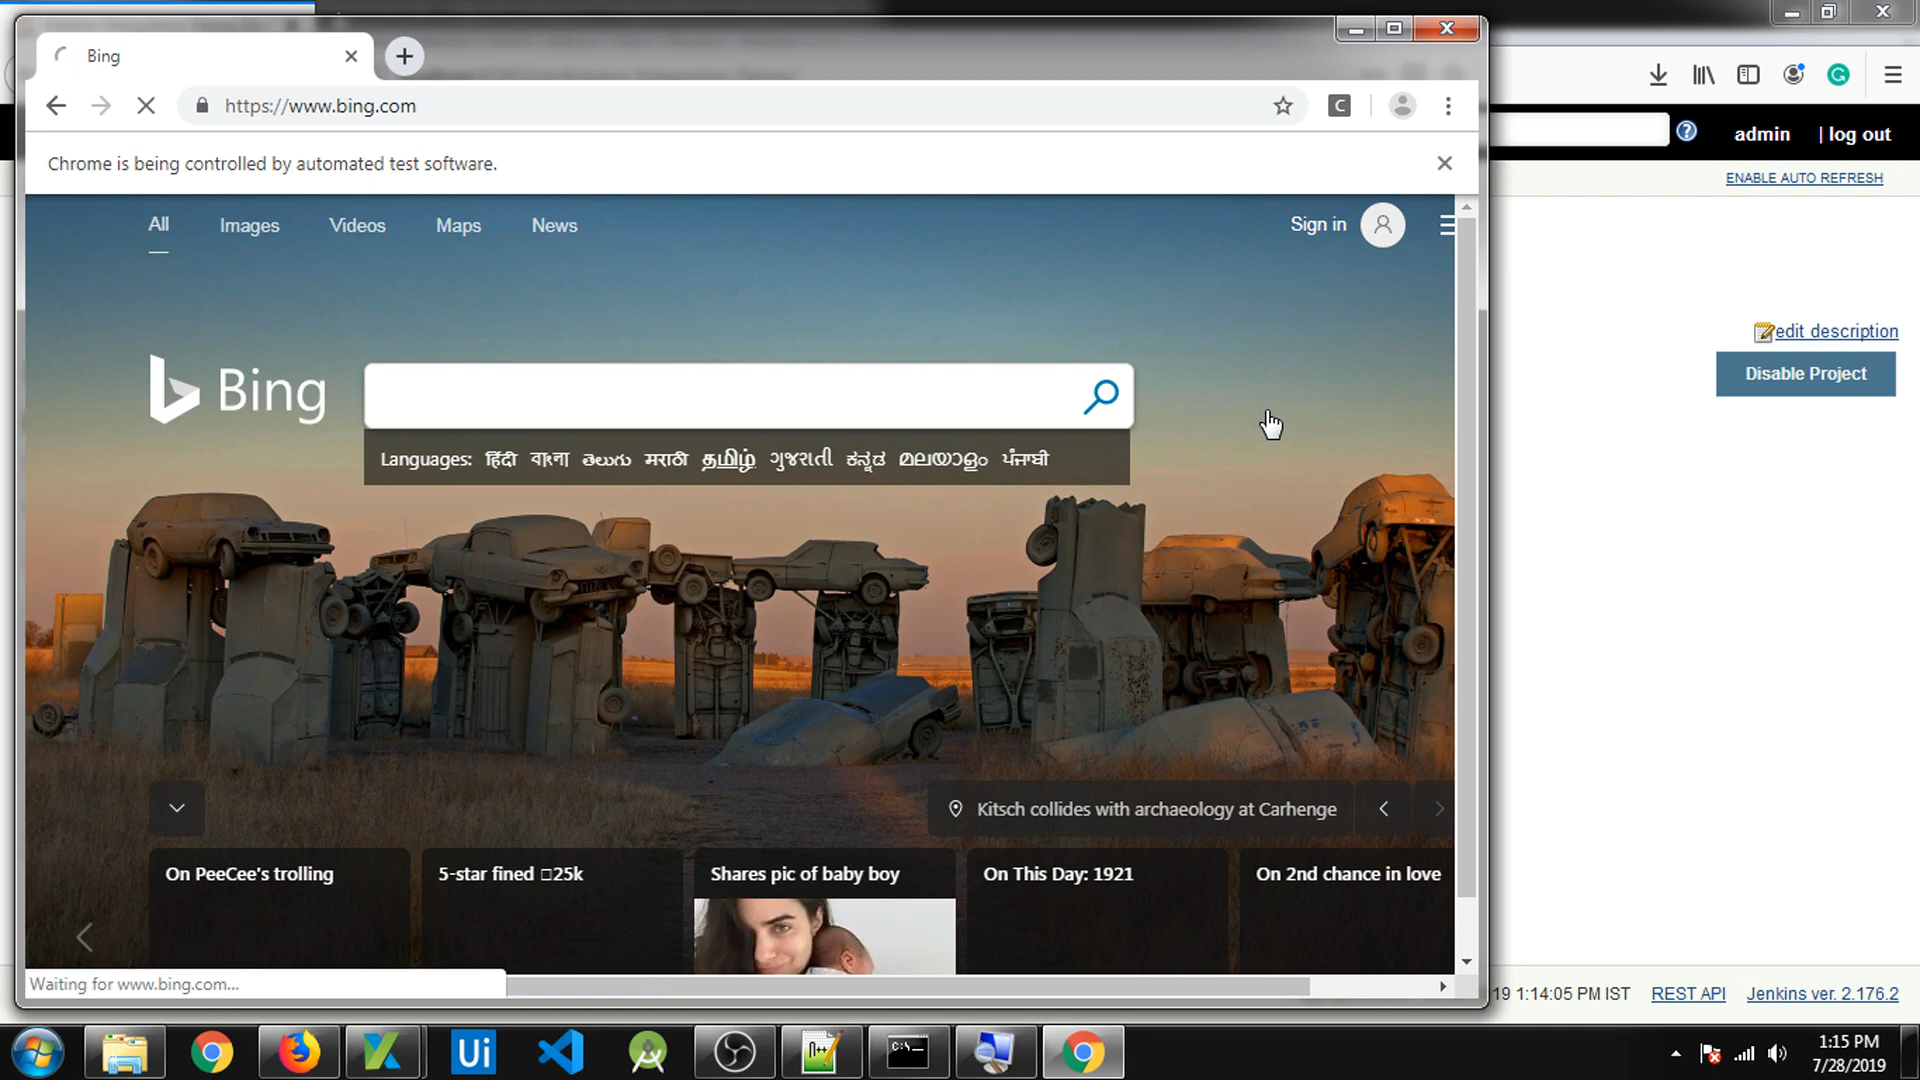 Bing
https://www.bing.com
C
Chrome is being controlled by automated test software.
admin | log out
ENABLE AUTO REFRESH
All Images Videos Maps News
Sign in
edit description
Disable Project
Bing
Languages: हिंदी বাংলা తెలుగు मराठी தமிழ் ગુજરાતી ಕನ್ನಡ മലയാളം ਪੰਜਾਬੀ
Kitsch collides with archaeology at Carhenge
On PeeCee's trolling
5-star fined □25k
Shares pic of baby boy
On This Day: 1921
On 2nd chance in love
Waiting for www.bing.com...
19 1:14:05 PM IST REST API Jenkins ver. 2.176.2
Ui
N++
C:\.
1:15 PM
7/28/2019